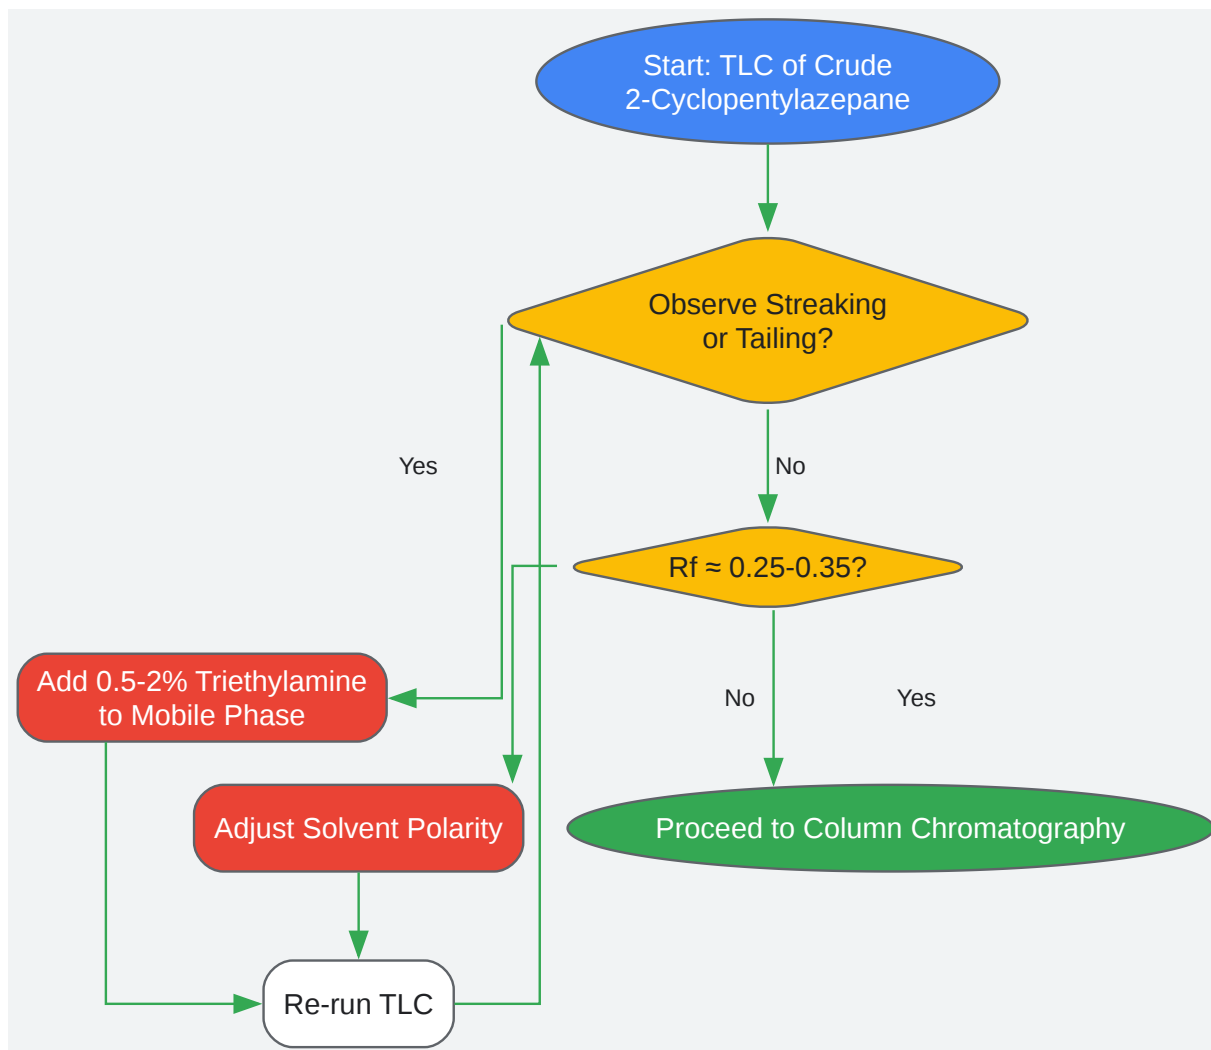 Start: TLC of Crude
2-Cyclopentylazepane
Observe Streaking
or Tailing?
Yes
No
Rf ≈ 0.25-0.35?
Add 0.5-2% Triethylamine
to Mobile Phase
No
Yes
Adjust Solvent Polarity
Proceed to Column Chromatography
Re-run TLC